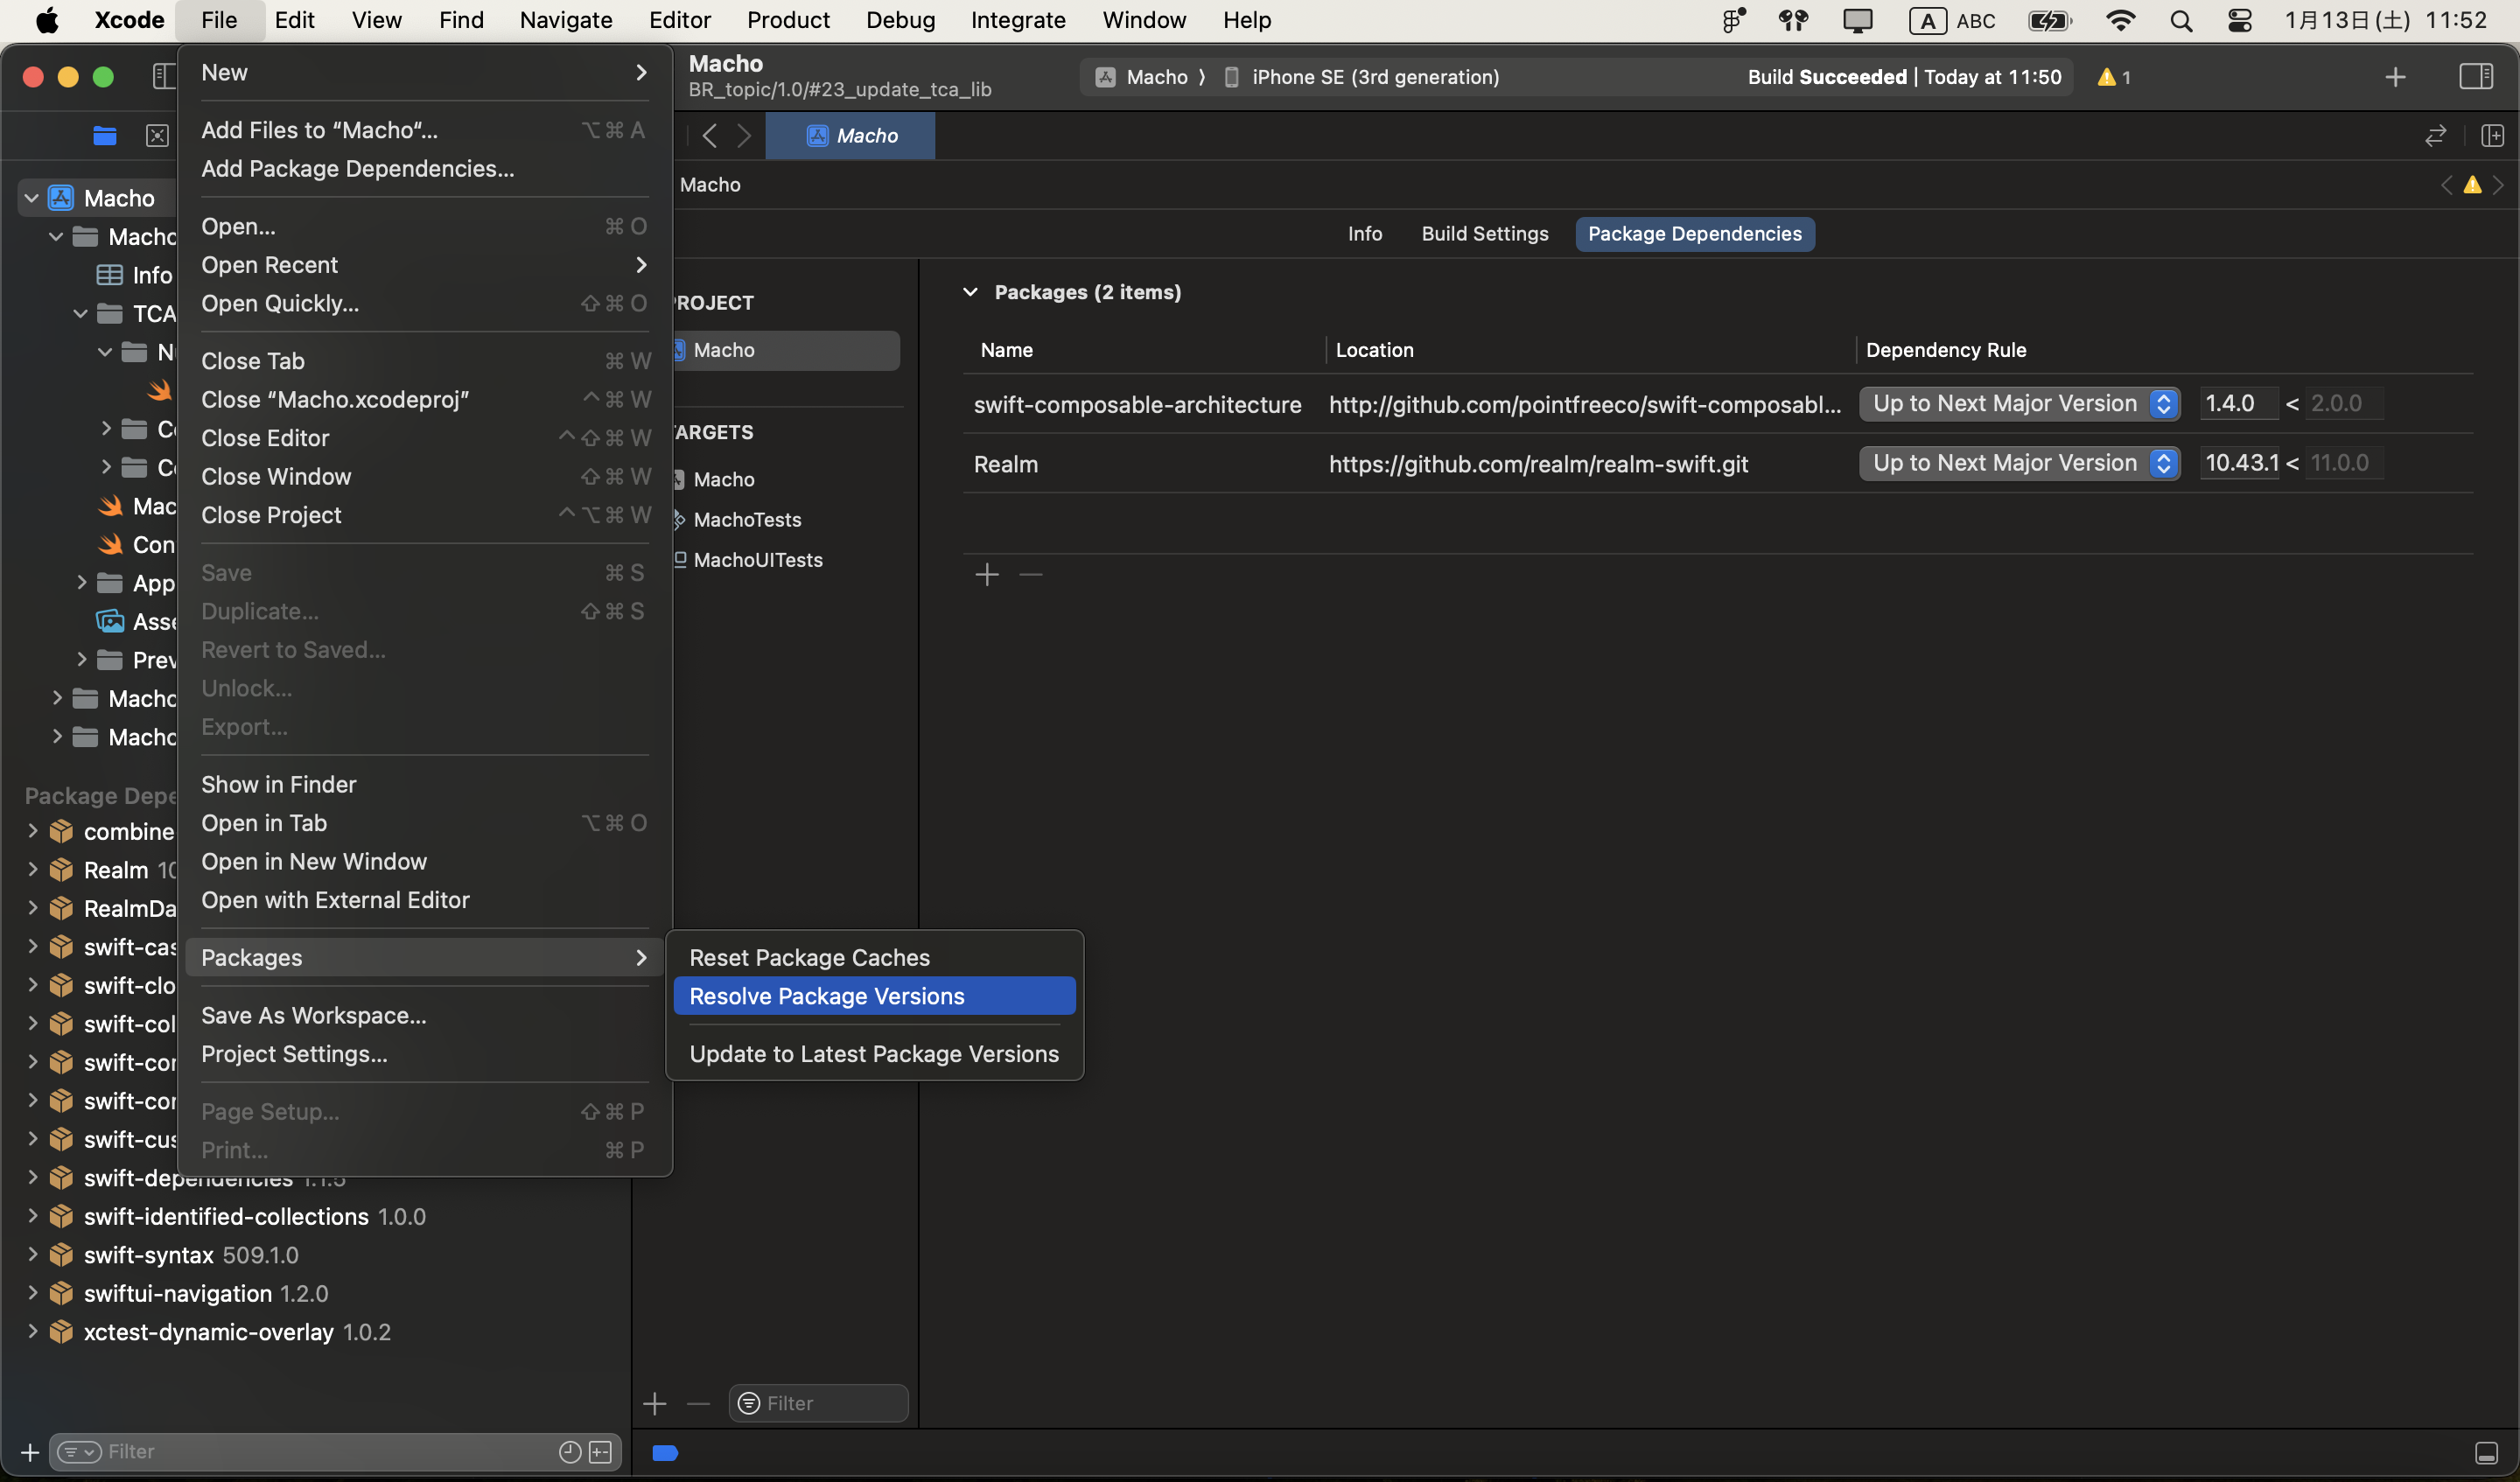 Xcode File Edit View Find Navigate Editor Product Debug Integrate Window Help A ABC 1月13日(土) 11:52
Macho
BR_topic/1.0/#23_update_tca_lib
Macho 〉 iPhone SE (3rd generation) Build Succeeded | Today at 11:50 1
New
Add Files to “Macho“... ⌥⌘A
Add Package Dependencies...
Open... ⌘O
Open Recent
Open Quickly... ⇧⌘O
Close Tab ⌘W
Close “Macho.xcodeproj” ^⌘W
Close Editor ^⇧⌘W
Close Window ⇧⌘W
Close Project ^⌥⌘W
Save ⌘S
Duplicate... ⇧⌘S
Revert to Saved...
Unlock...
Export...
Show in Finder
Open in Tab ⌥⌘O
Open in New Window
Open with External Editor
Packages
Save As Workspace...
Project Settings...
Page Setup... ⇧⌘P
Print... ⌘P
Reset Package Caches
Resolve Package Versions
Update to Latest Package Versions
Macho
Macho
Info
TCA
Mac
Con
App
Asse
Prev
Macho
Macho
Package Depe
combine
Realm 10
RealmDa
swift-cas
swift-clo
swift-col
swift-cor
swift-cor
swift-cus
swift-dependencies 1.1.5
swift-identified-collections 1.0.0
swift-syntax 509.1.0
swiftui-navigation 1.2.0
xctest-dynamic-overlay 1.0.2
Filter
Macho
Macho
Info Build Settings Package Dependencies
PROJECT
Macho
TARGETS
Macho
MachoTests
MachoUITests
Filter
Packages (2 items)
Name Location Dependency Rule
swift-composable-architecture http://github.com/pointfreeco/swift-composabl... Up to Next Major Version 1.4.0 < 2.0.0
Realm https://github.com/realm/realm-swift.git Up to Next Major Version 10.43.1 < 11.0.0